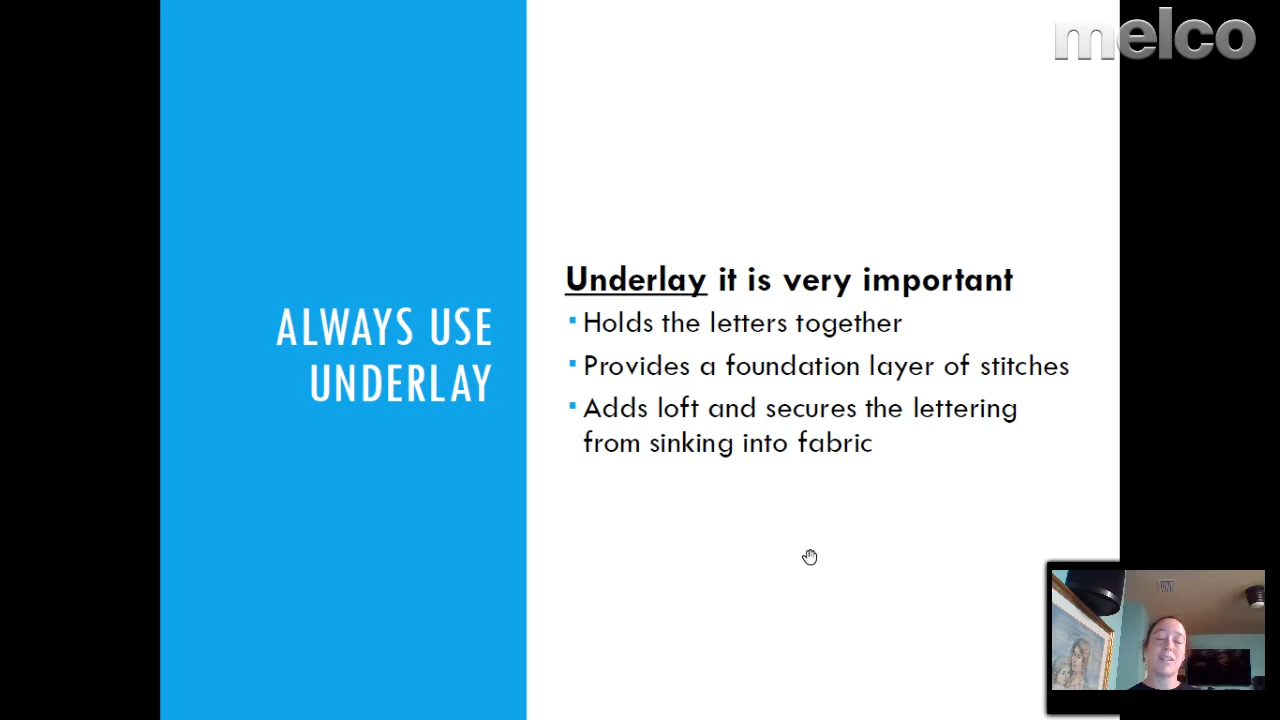 melco
ALWAYS USE
UNDERLAY
Underlay it is very important
▪ Holds the letters together
▪ Provides a foundation layer of stitches
▪ Adds loft and secures the lettering
from sinking into fabric